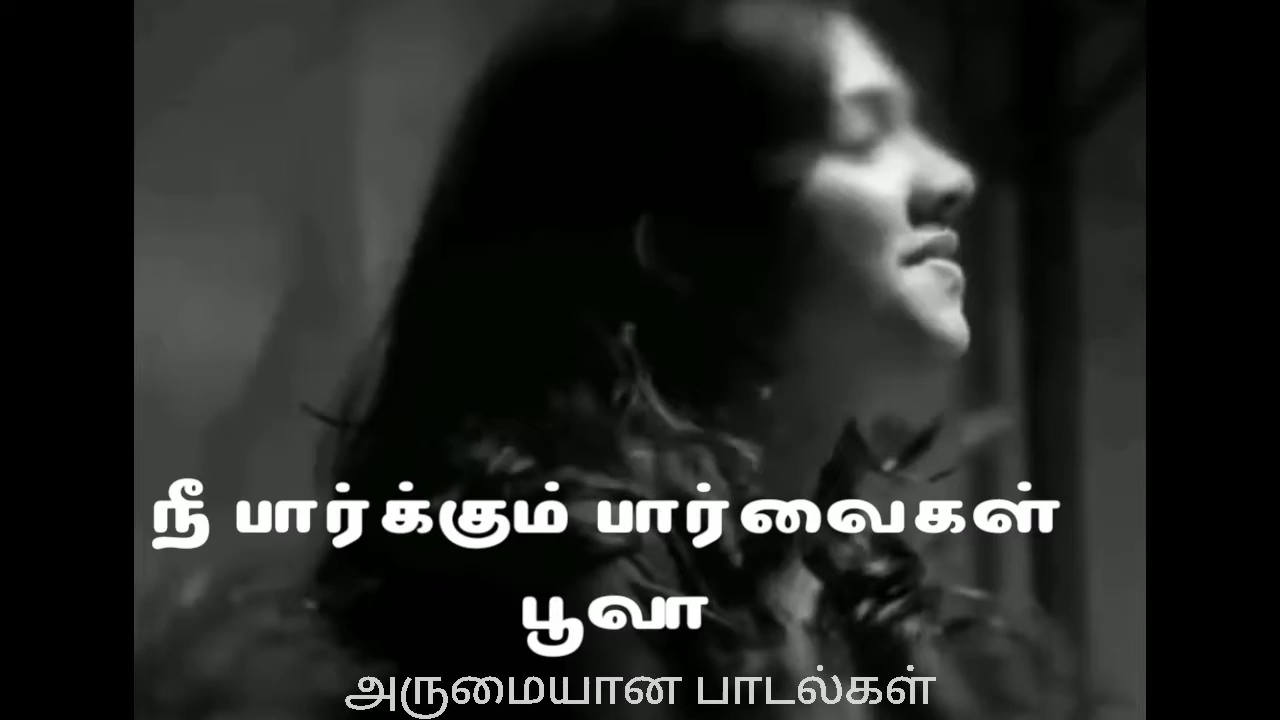 நீ பார்க்கும் பார்வைகள்
பூவா
அருமையான பாடல்கள்